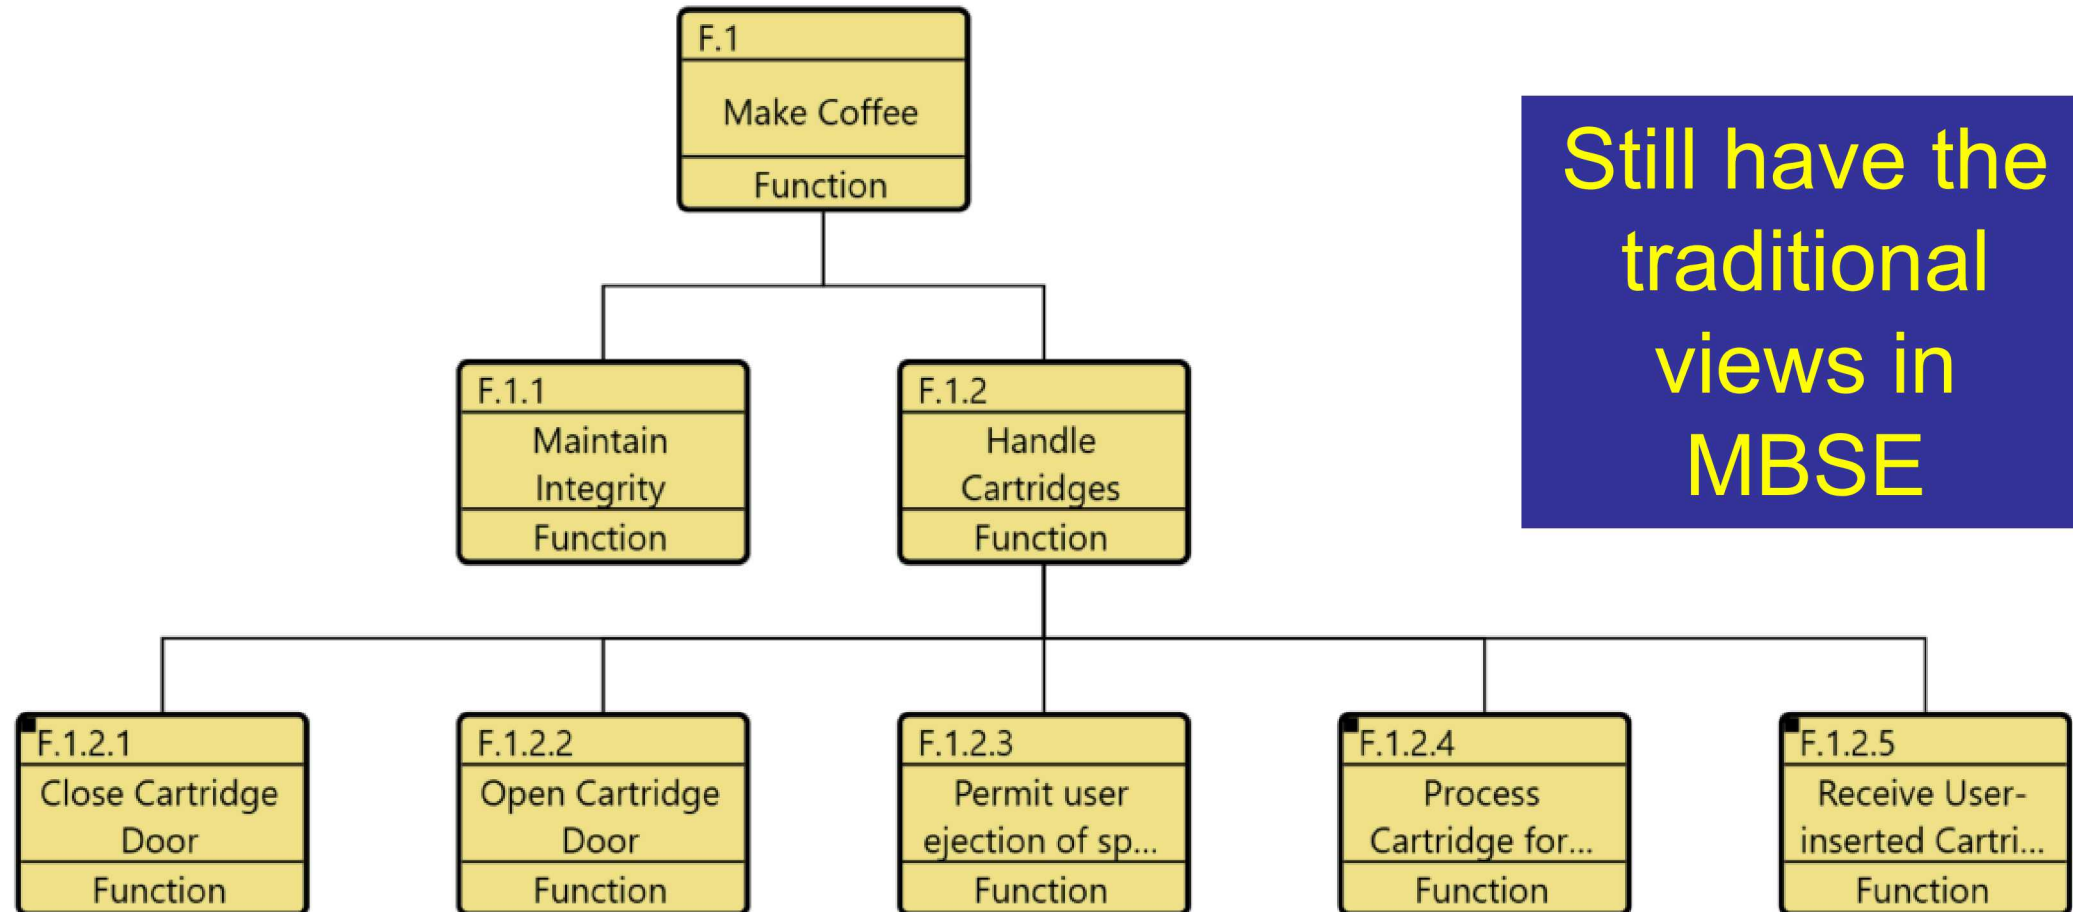 F.1
Make Coffee
Function
Still have the
traditional
views in
MBSE
F.1.1
Maintain
Integrity
Function
F.1.2
Handle
Cartridges
Function
F.1.2.1
Close Cartridge
Door
Function
F.1.2.2
Open Cartridge
Door
Function
F.1.2.3
Permit user
ejection of sp...
Function
F.1.2.4
Process
Cartridge for...
Function
F.1.2.5
Receive User-
inserted Cartri...
Function